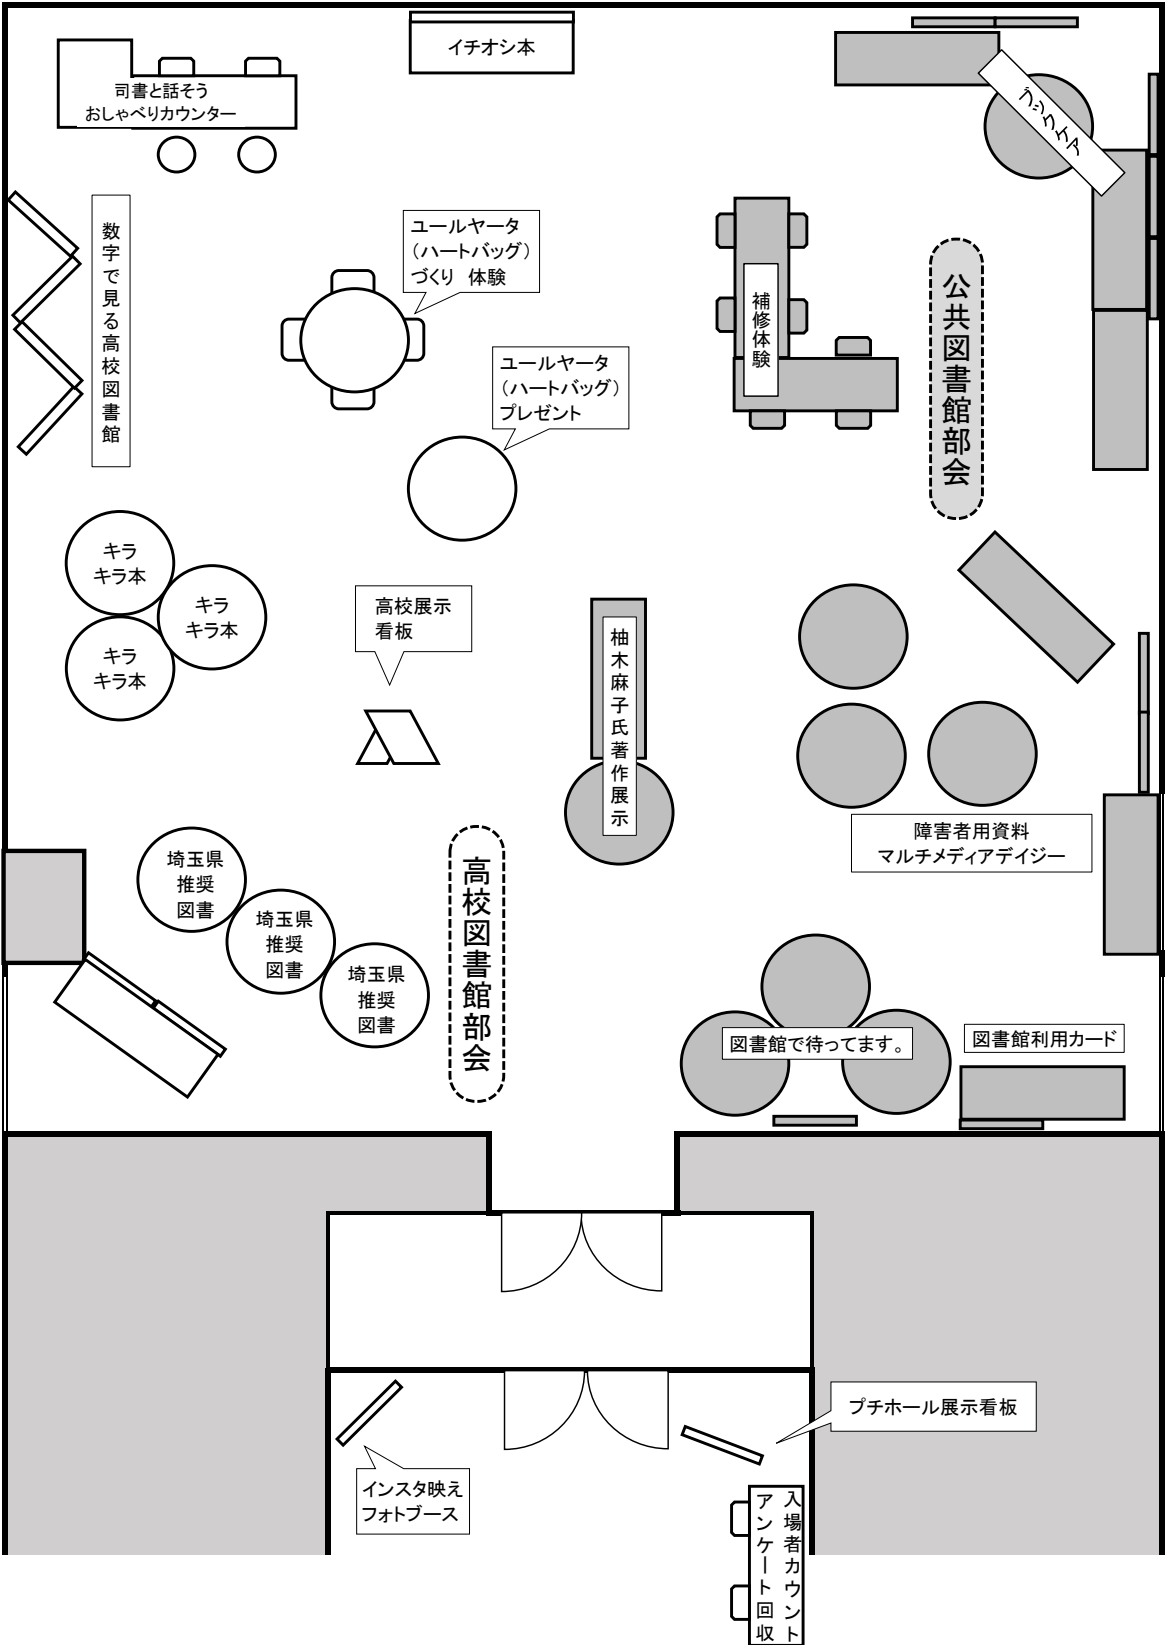 イチオシ本
司書と話そう
おしゃべりカウンター
ブックケア
数字で見る高校図書館
ユールヤータ
（ハートバッグ）
づくり 体験
補修体験
公共図書館部会
ユールヤータ
（ハートバッグ）
プレゼント
キラ
キラ本
キラ
キラ本
キラ
キラ本
高校展示
看板
柚木麻子氏著作展示
障害者用資料
マルチメディアデイジー
埼玉県
推奨
図書
埼玉県
推奨
図書
埼玉県
推奨
図書
高校図書館部会
図書館で待ってます。
図書館利用カード
プチホール展示看板
インスタ映え
フォトブース
入場者カウント
アンケート回収